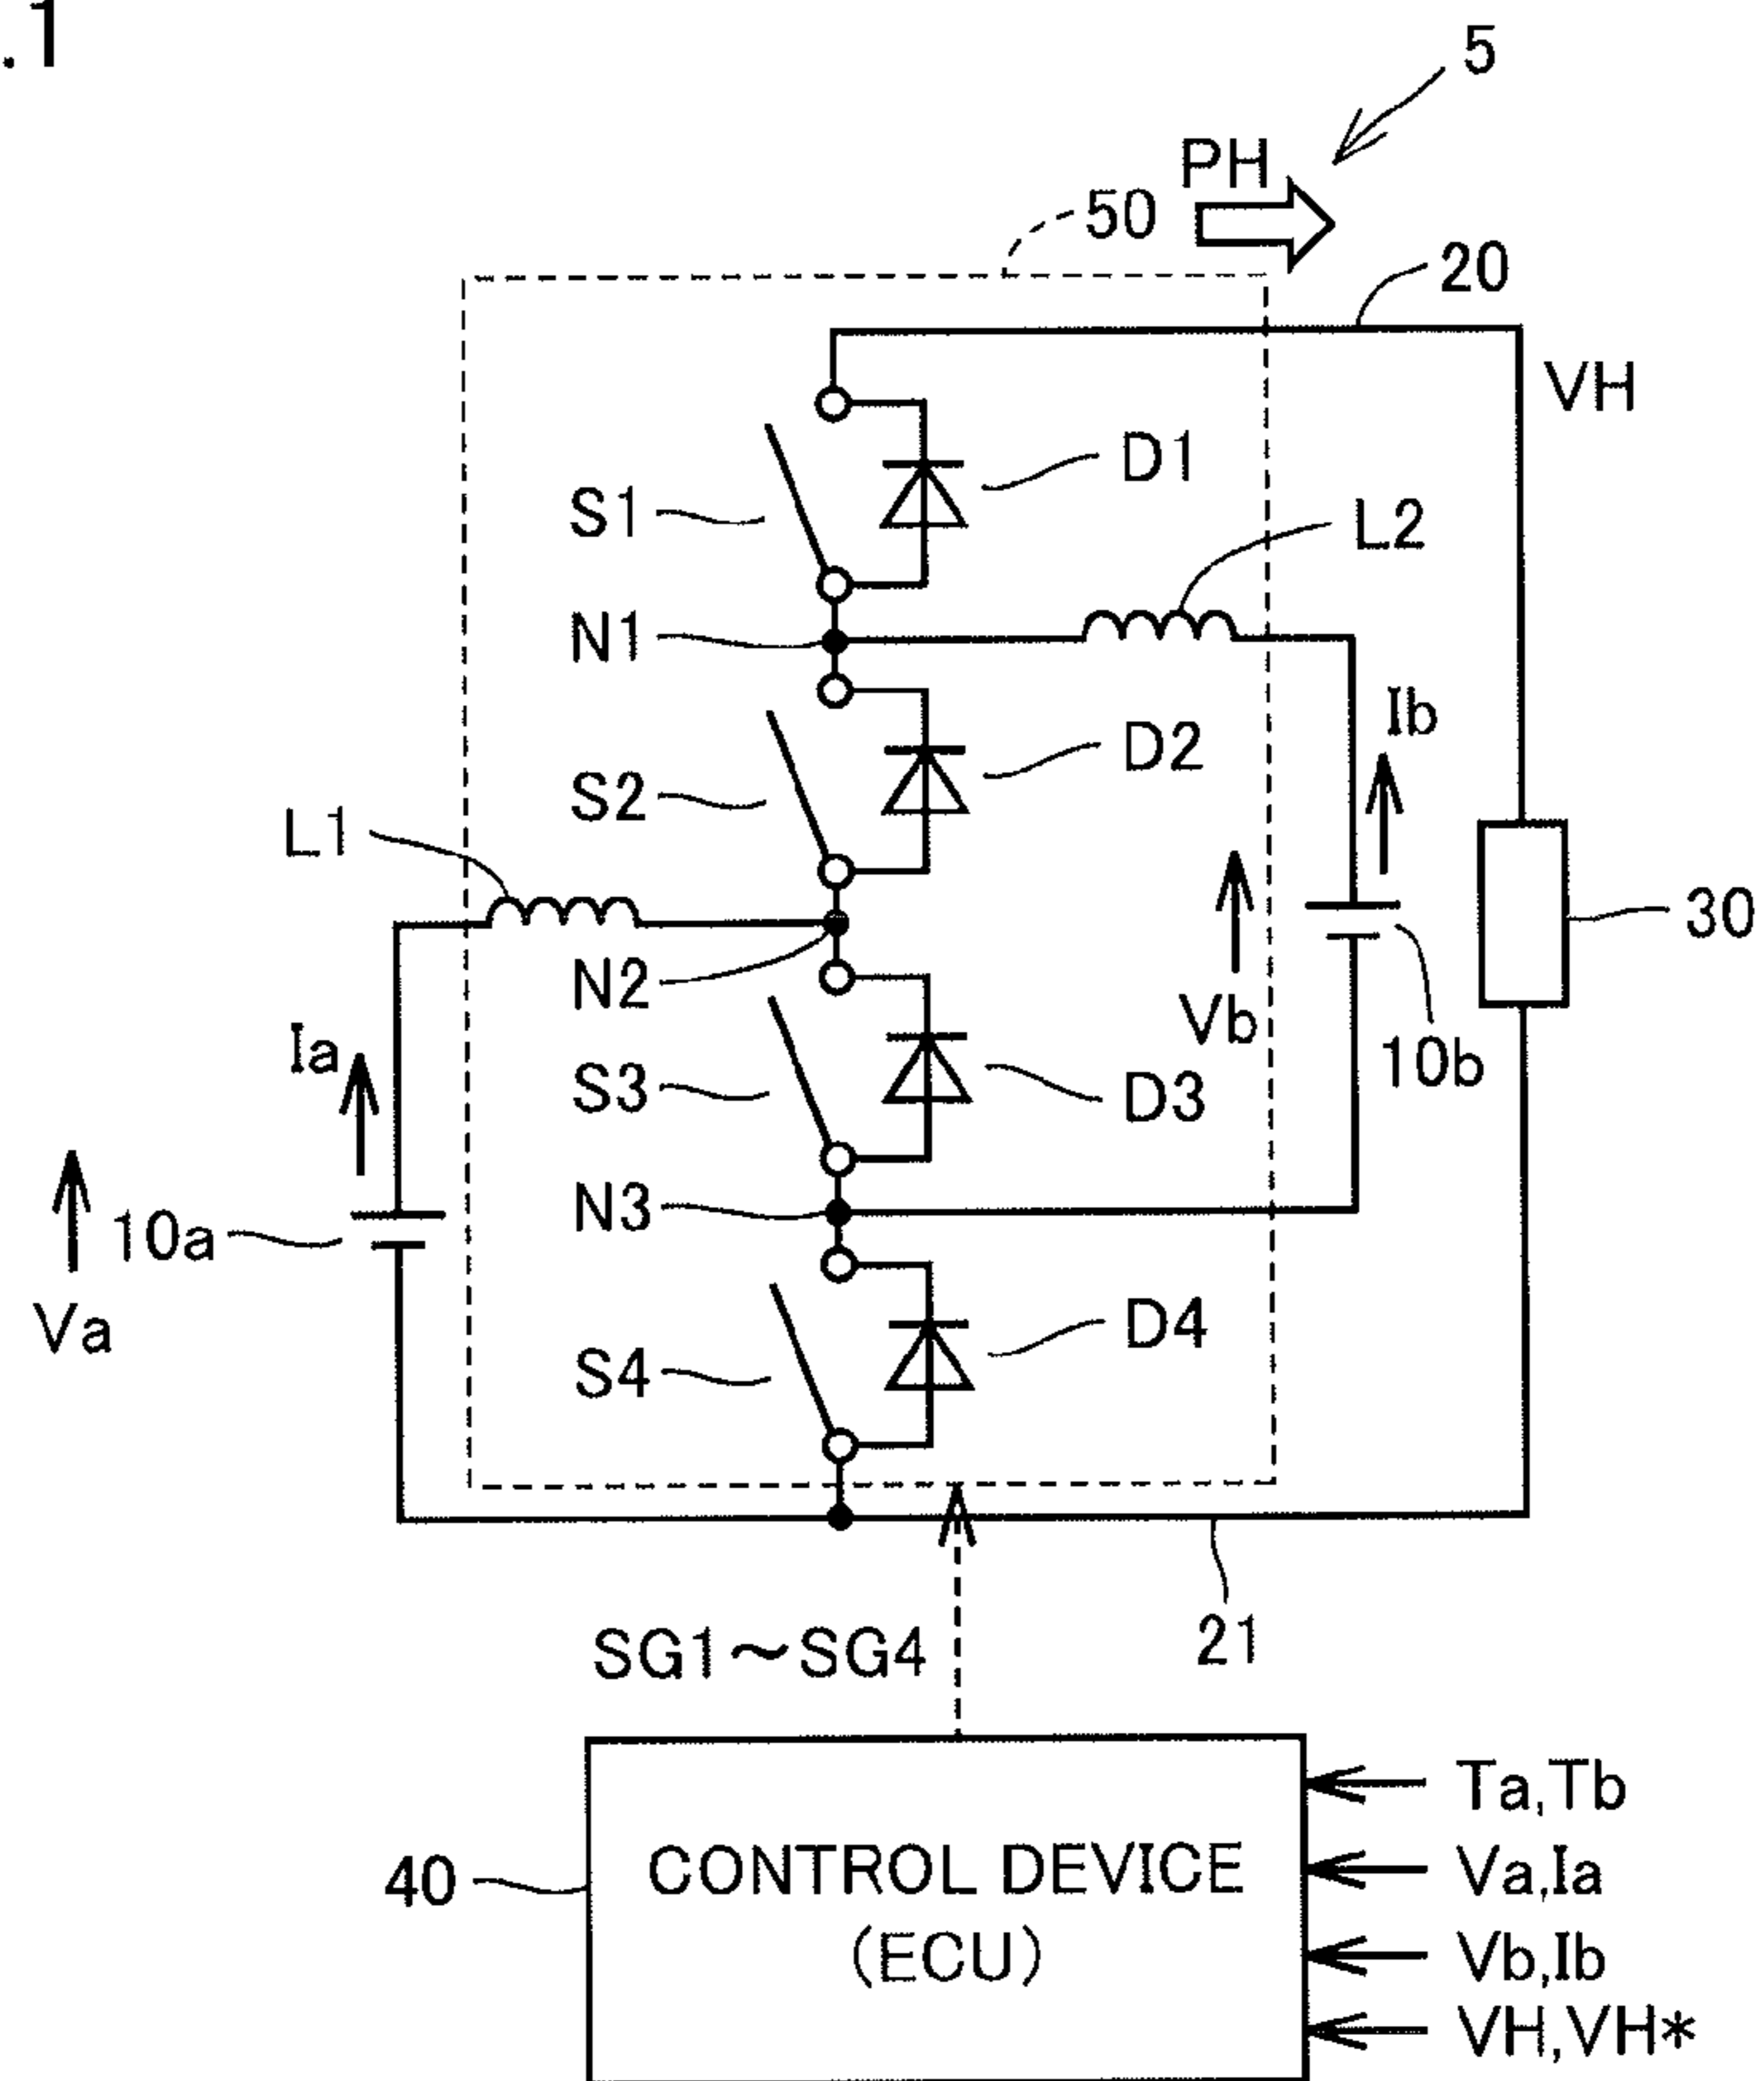 .1
5
PH
50
20
VH
D1
S1
L2
N1
Ib
D2
S2
L1
30
N2
Vb
Ia
10b
S3
D3
N3
10a
Va
D4
S4
SG1~SG4
21
Ta,Tb
40
CONTROL DEVICE
Va,Ia
(ECU)
Vb,Ib
VH,VH*